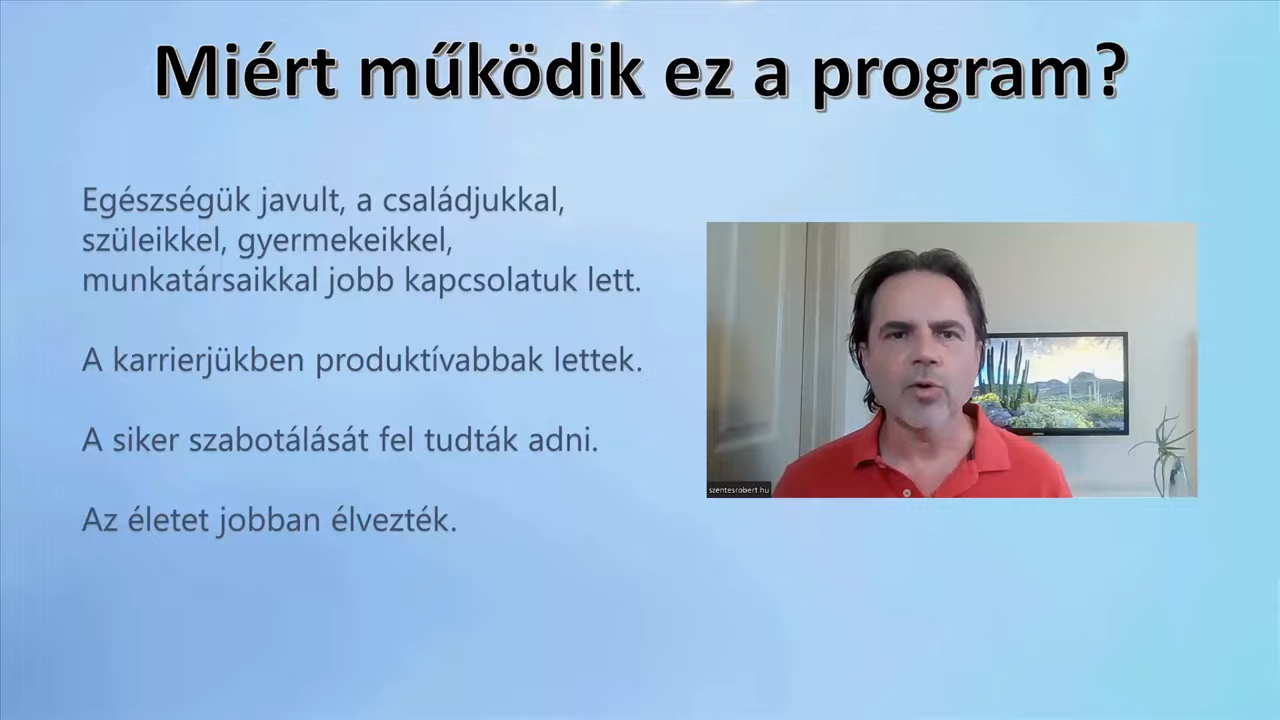 Miért működik ez a program?
Egészségük javult, a családjukkal,
szüleikkel, gyermekeikkel,
munkatársaikkal jobb kapcsolatuk lett.
A karrierjükben produktívabbak lettek.
A siker szabotálását fel tudták adni.
Az életet jobban élvezték.
szentesrobert.hu